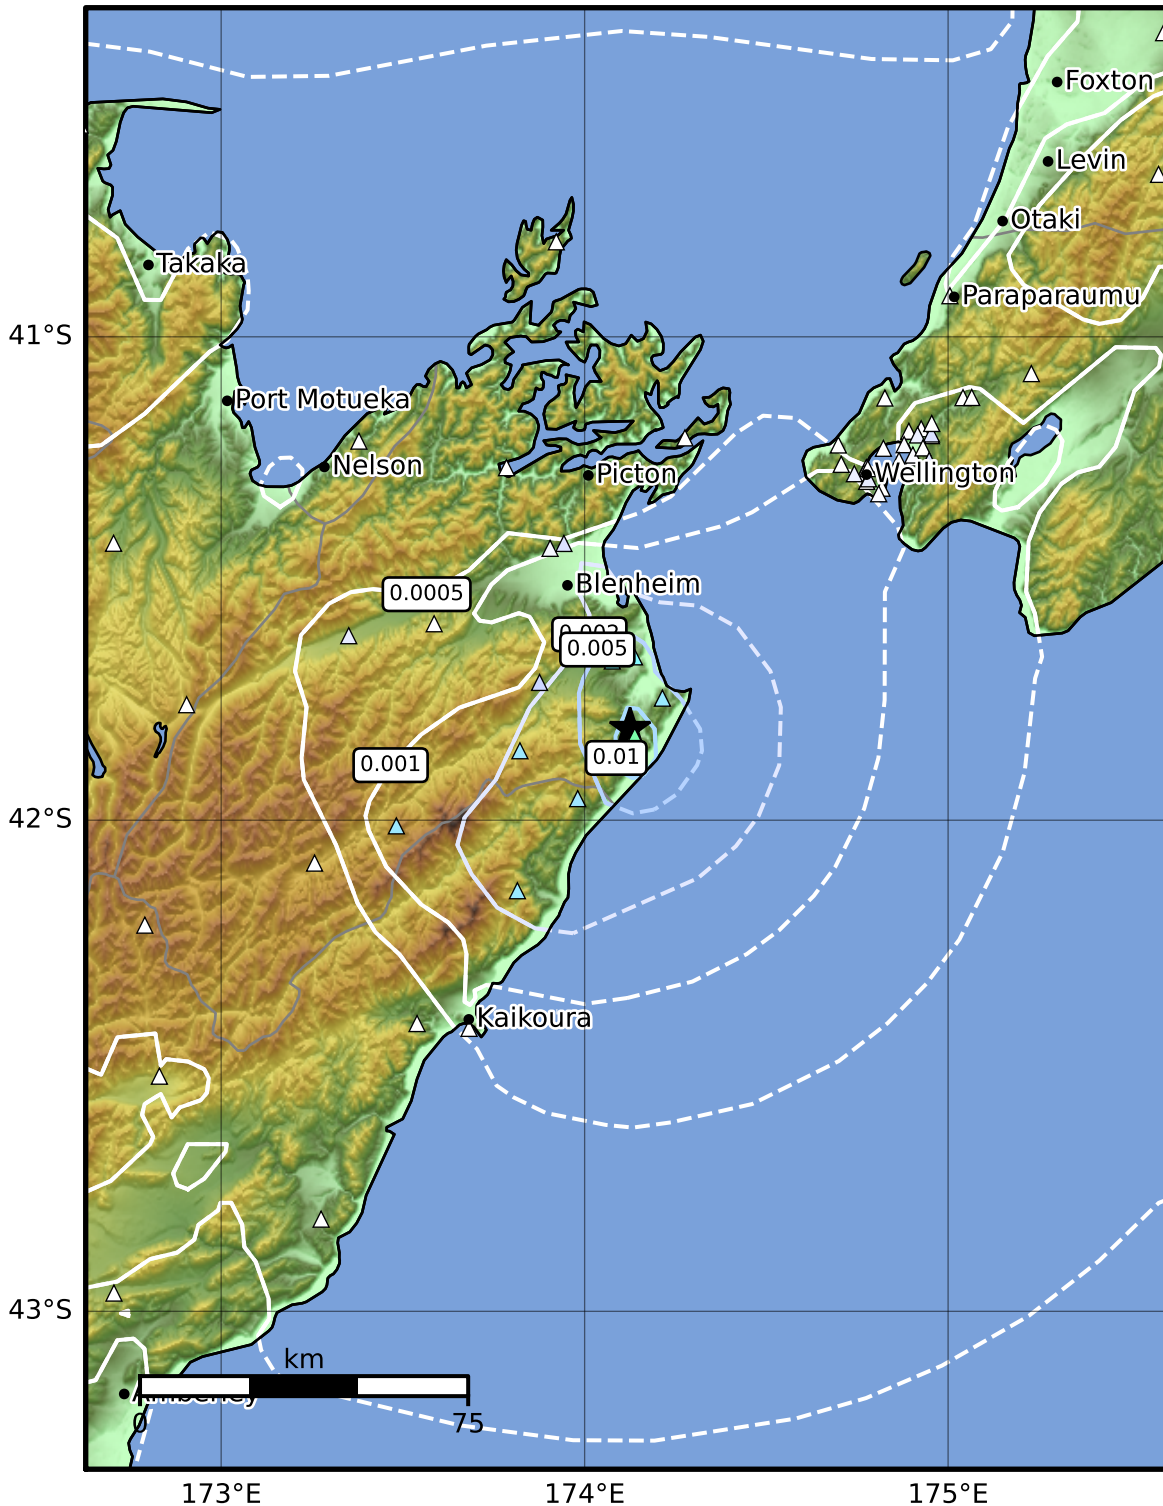 Foxton
Levin
Otaki
Takaka
Paraparaumu
41°S
Port Motueka
Nelson
Picton
Wellington
Blenheim
0.0005
0.005
0.01
0.001
42°S
Kaikoura
43°S
km
0
75
173°E
174°E
175°E